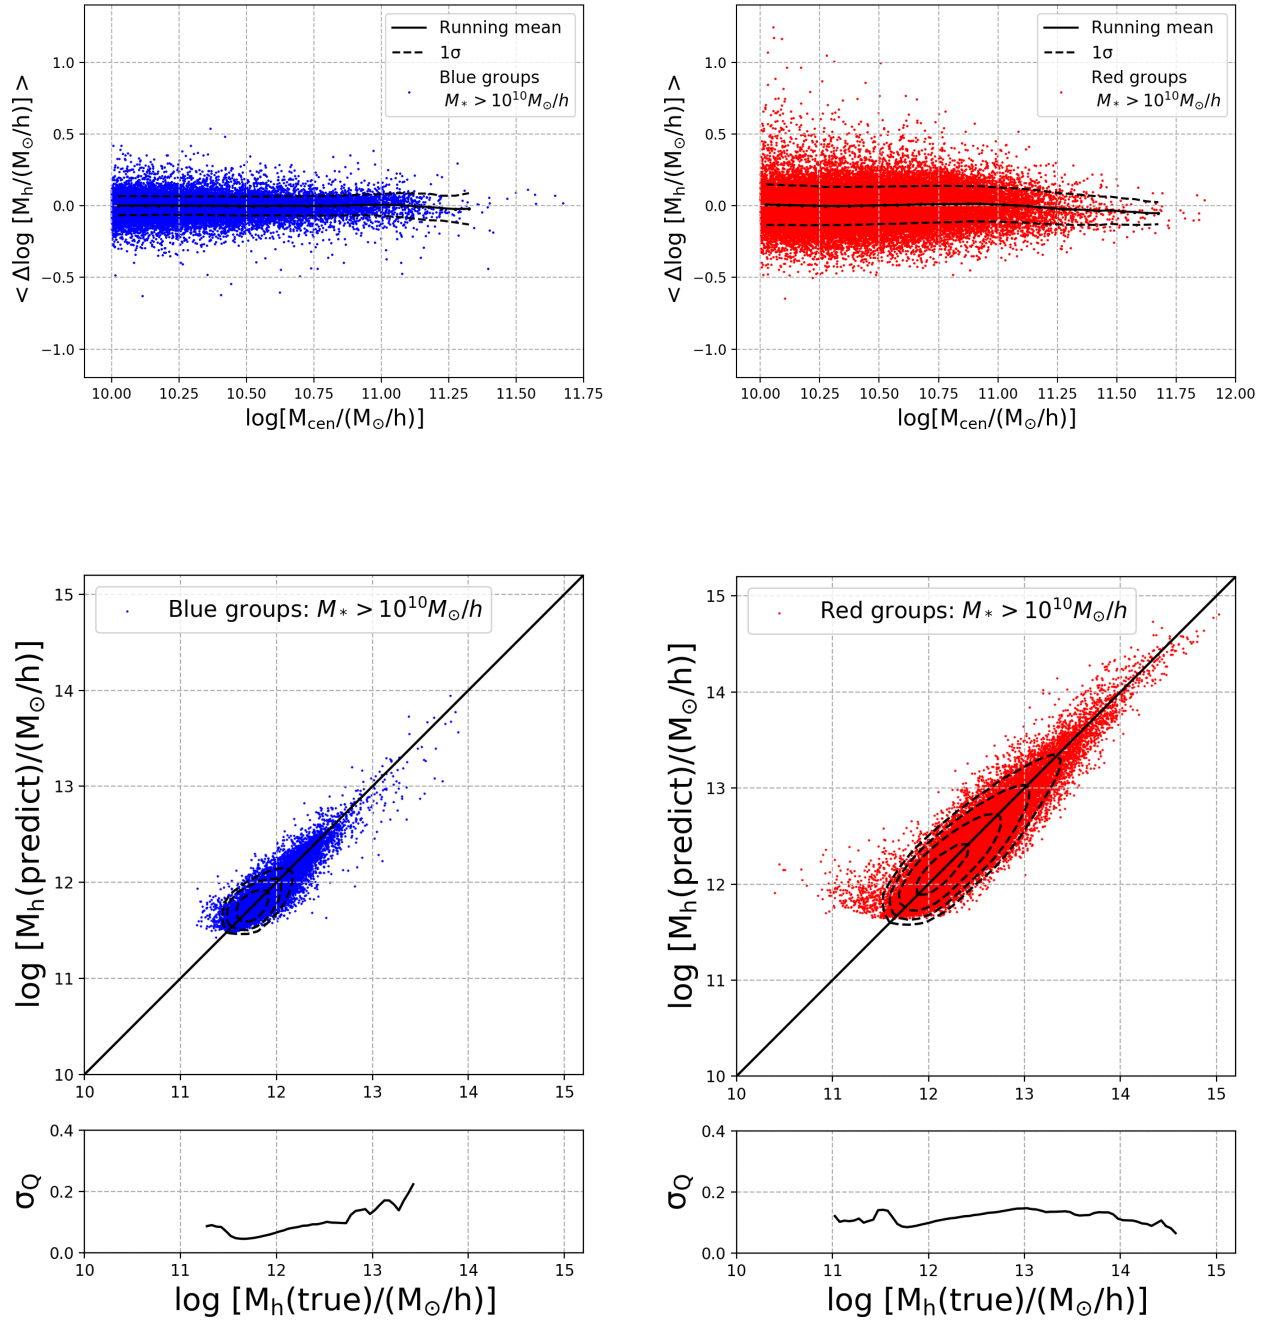 Running mean
1σ
Blue groups
M* > 10^10 M⊙/h
1.0
0.5
0.0
−0.5
−1.0
< Δlog [Mh/(M⊙/h)] >
10.00 10.25 10.50 10.75 11.00 11.25 11.50 11.75
log[Mcen/(M⊙/h)]
Running mean
1σ
Red groups
M* > 10^10 M⊙/h
1.0
0.5
0.0
−0.5
−1.0
< Δlog [Mh/(M⊙/h)] >
10.00 10.25 10.50 10.75 11.00 11.25 11.50 11.75 12.00
log[Mcen/(M⊙/h)]
Blue groups: M* > 10^10 M⊙/h
15
14
13
12
11
10
log [Mh(predict)/(M⊙/h)]
10 11 12 13 14 15
Red groups: M* > 10^10 M⊙/h
15
14
13
12
11
10
log [Mh(predict)/(M⊙/h)]
10 11 12 13 14 15
0.4
0.2
0.0
σQ
10 11 12 13 14 15
log [Mh(true)/(M⊙/h)]
0.4
0.2
0.0
σQ
10 11 12 13 14 15
log [Mh(true)/(M⊙/h)]